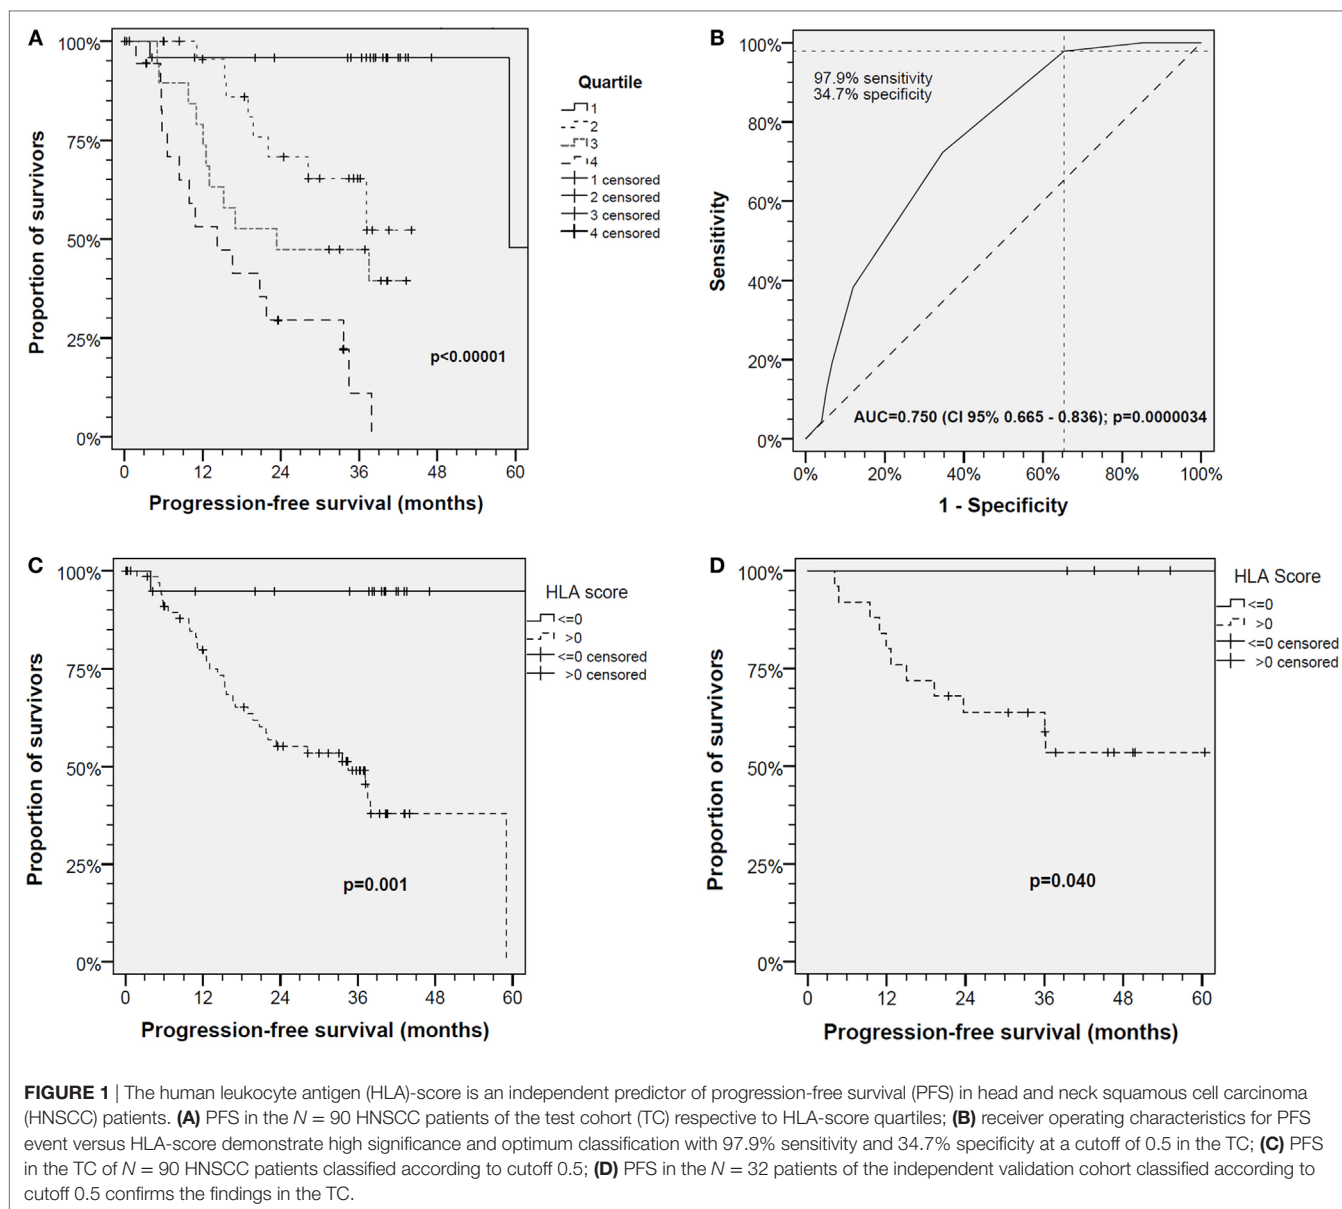 A
100%
75%
50%
25%
0%
Proportion of survivors
0 12 24 36 48 60
Progression-free survival (months)
p<0.00001
Quartile
1
2
3
4
1 censored
2 censored
3 censored
4 censored
B
100%
80%
60%
40%
20%
0%
Sensitivity
97.9% sensitivity
34.7% specificity
AUC=0.750 (CI 95% 0.665 - 0.836); p=0.0000034
0% 20% 40% 60% 80% 100%
1 - Specificity
C
100%
75%
50%
25%
0%
Proportion of survivors
p=0.001
0 12 24 36 48 60
Progression-free survival (months)
HLA score
<=0
>0
<=0 censored
>0 censored
D
100%
75%
50%
25%
0%
Proportion of survivors
p=0.040
0 12 24 36 48 60
Progression-free survival (months)
HLA Score
<=0
>0
<=0 censored
>0 censored
FIGURE 1 | The human leukocyte antigen (HLA)-score is an independent predictor of progression-free survival (PFS) in head and neck squamous cell carcinoma
(HNSCC) patients. (A) PFS in the N = 90 HNSCC patients of the test cohort (TC) respective to HLA-score quartiles; (B) receiver operating characteristics for PFS
event versus HLA-score demonstrate high significance and optimum classification with 97.9% sensitivity and 34.7% specificity at a cutoff of 0.5 in the TC; (C) PFS
in the TC of N = 90 HNSCC patients classified according to cutoff 0.5; (D) PFS in the N = 32 patients of the independent validation cohort classified according to
cutoff 0.5 confirms the findings in the TC.